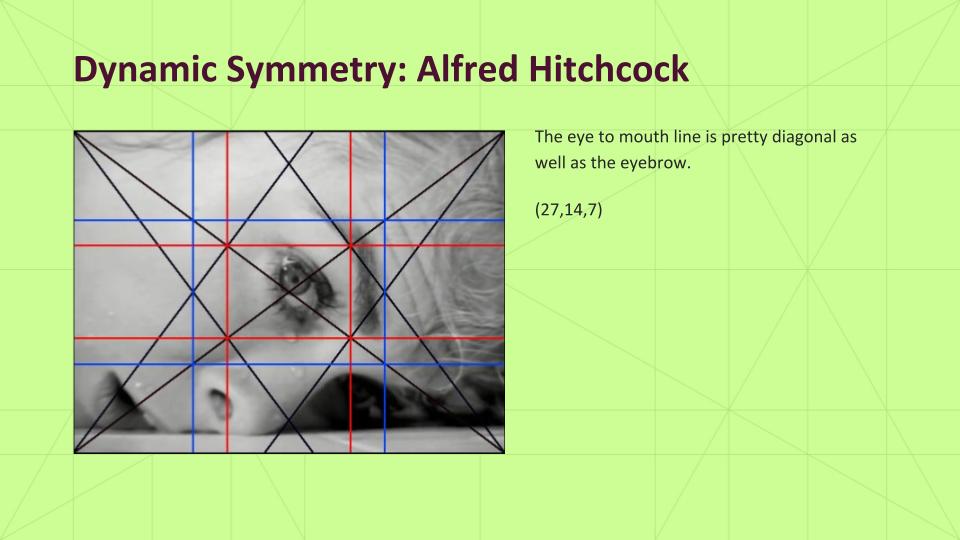 Dynamic Symmetry: Alfred Hitchcock
The eye to mouth line is pretty diagonal as
well as the eyebrow.
(27,14,7)